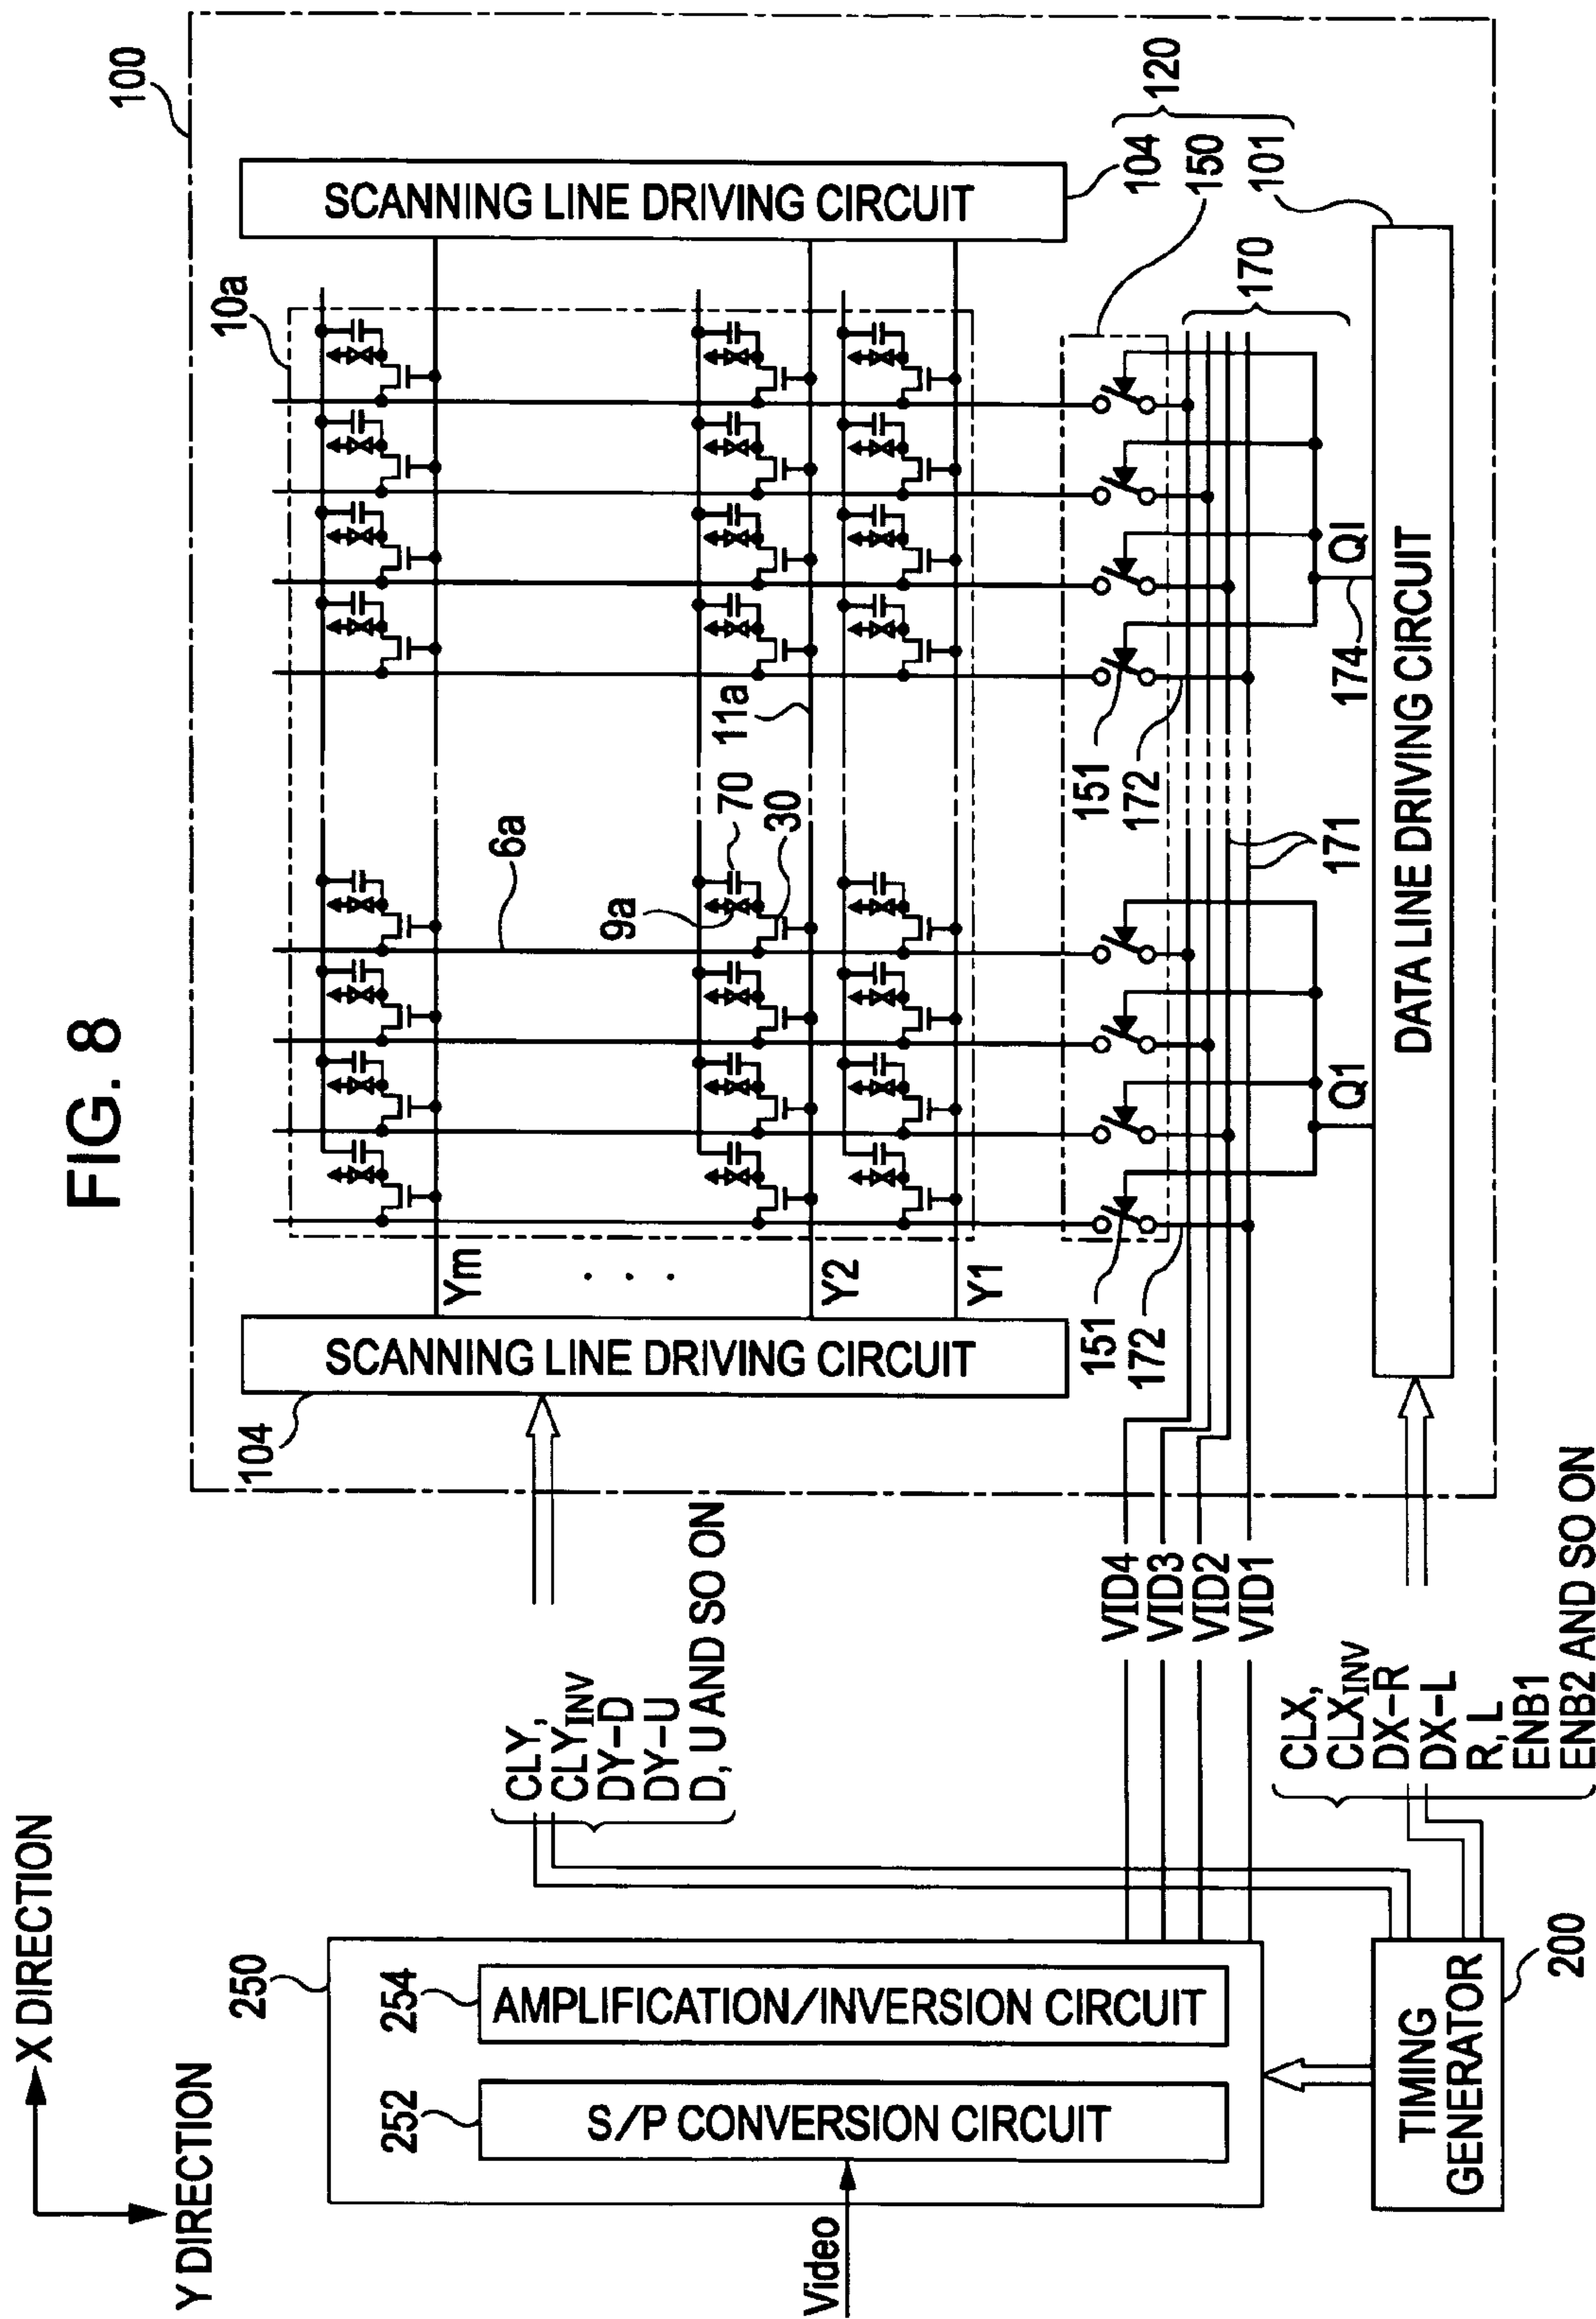 FIG. 8
X DIRECTION
Y DIRECTION
100
10a
SCANNING LINE DRIVING CIRCUIT
120
104
150
101
170
6a
9a
70
30
11a
Ym
. . .
Y2
Y1
SCANNING LINE DRIVING CIRCUIT
104
151
172
151
172
171
174
Q1
QI
DATA LINE DRIVING CIRCUIT
VID4
VID3
VID2
VID1
CLY,
CLYINV
DY-D
DY-U
D, U AND SO ON
CLX,
CLXINV
DX-R
DX-L
R, L
ENB1
ENB2 AND SO ON
250
254
AMPLIFICATION/INVERSION CIRCUIT
252
S/P CONVERSION CIRCUIT
Video
TIMING
GENERATOR
200